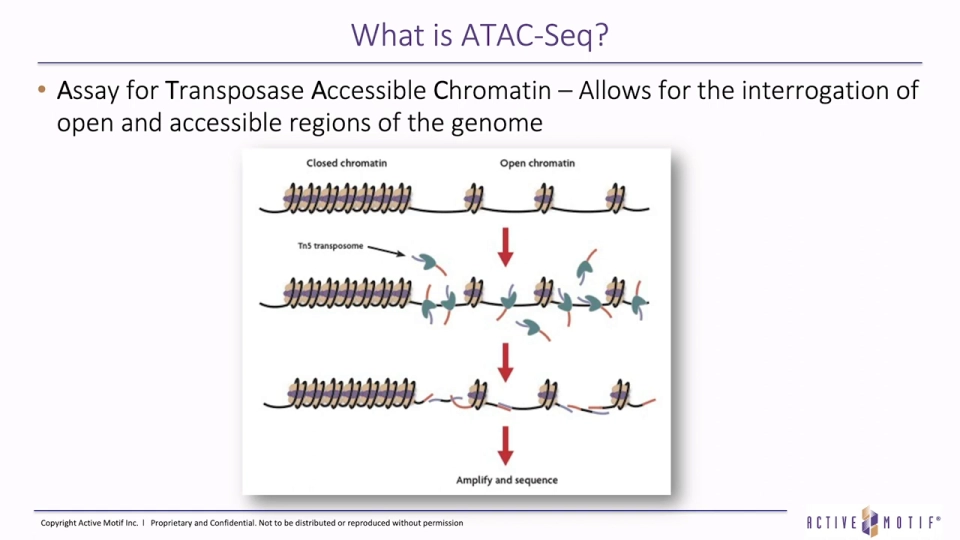 What is ATAC-Seq?
• Assay for Transposase Accessible Chromatin – Allows for the interrogation of
open and accessible regions of the genome
Closed chromatin
Open chromatin
Tn5 transposome
Amplify and sequence
Copyright Active Motif Inc. I Proprietary and Confidential. Not to be distributed or reproduced without permission
ACTIVE MOTIF®